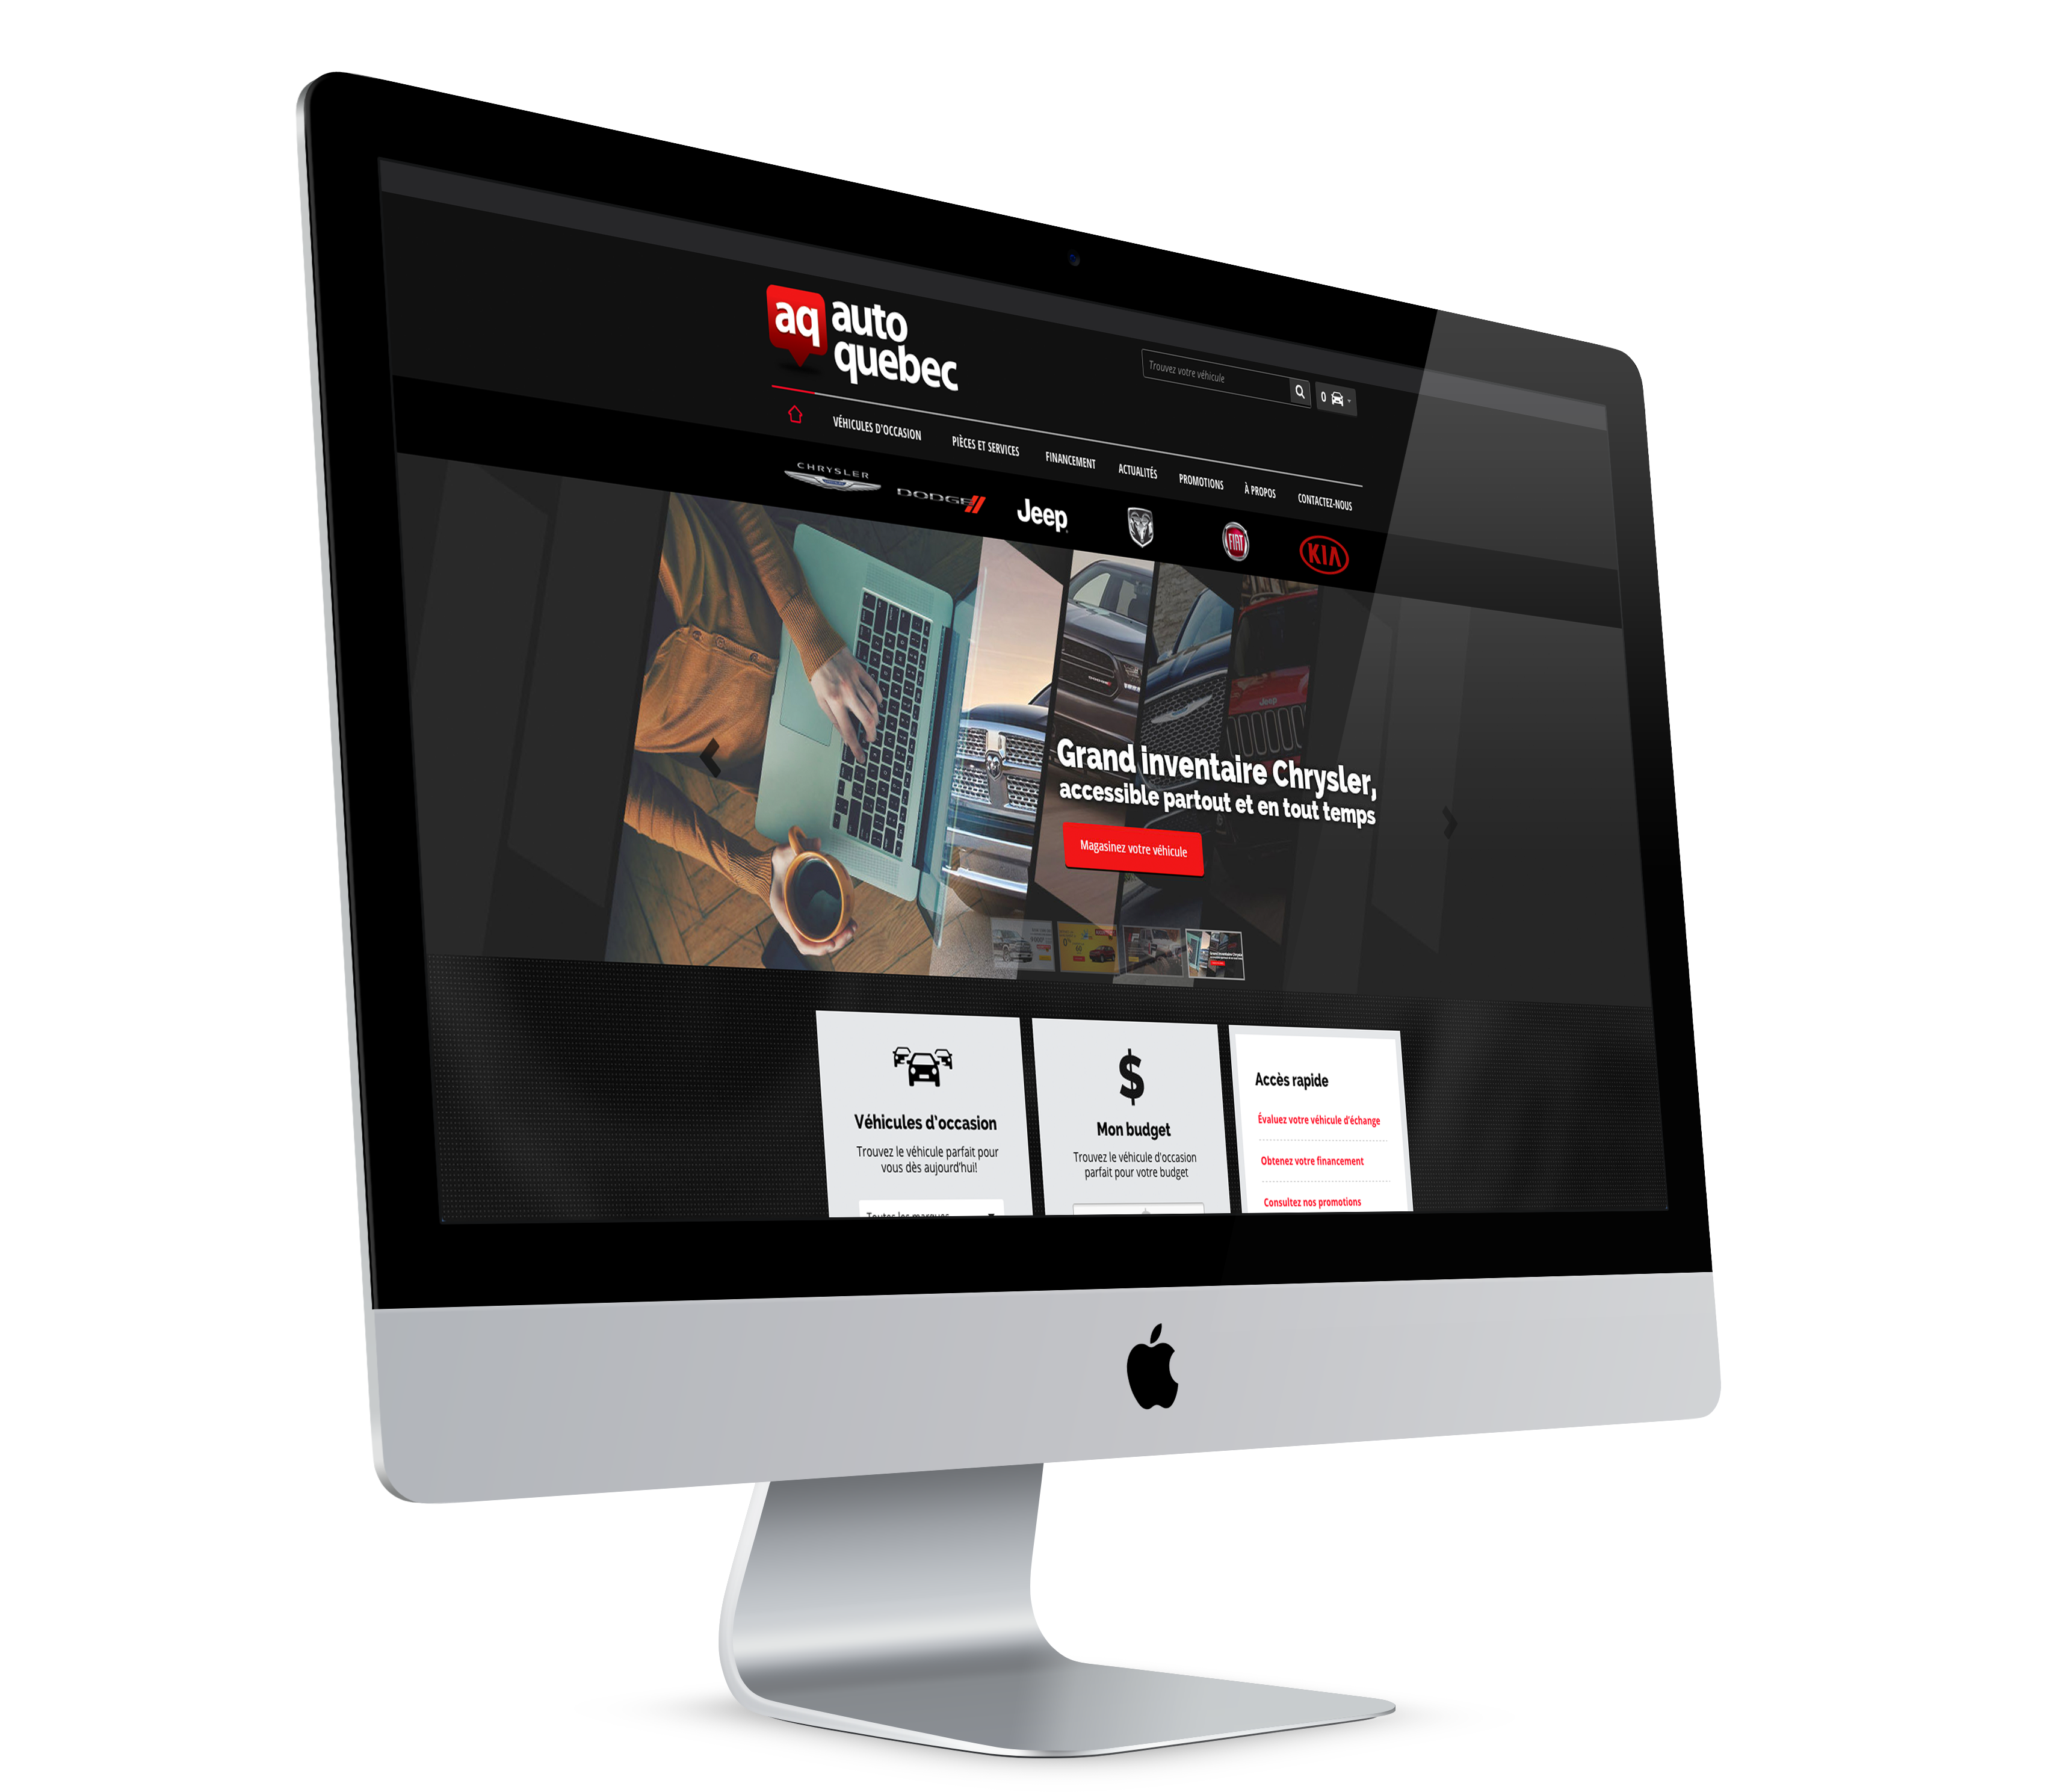 aq auto
quebec
Trouvez votre véhicule
0
VÉHICULES D'OCCASION
PIÈCES ET SERVICES
FINANCEMENT
ACTUALITÉS
PROMOTIONS
À PROPOS
CONTACTEZ-NOUS
CHRYSLER
DODGE
Jeep
FIAT
KIA
Jeep
Grand inventaire Chrysler,
accessible partout et en tout temps
Magasinez votre véhicule
$
Véhicules d'occasion
Trouvez le véhicule parfait pour
vous dès aujourd'hui!
Toutes les marques
Mon budget
Trouvez le véhicule d'occasion
parfait pour votre budget
Accès rapide
Évaluez votre véhicule d'échange
Obtenez votre financement
Consultez nos promotions